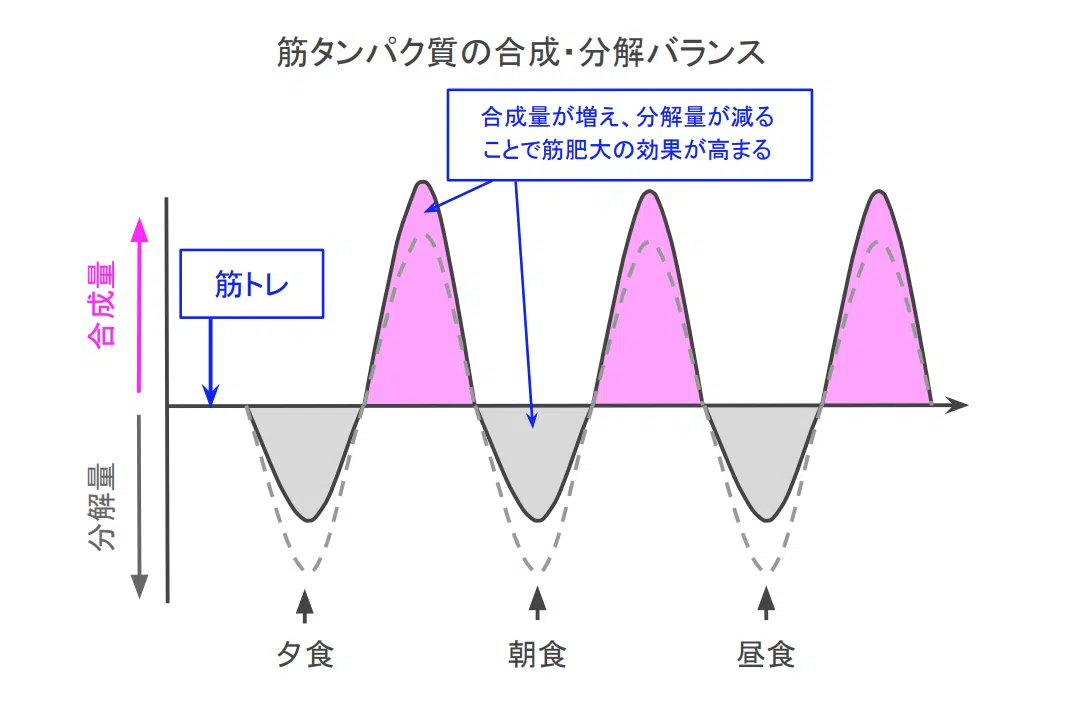 筋タンパク質の合成・分解バランス
合成量が増え、分解量が減る
ことで筋肥大の効果が高まる
筋トレ
合成量
分解量
夕食
朝食
昼食